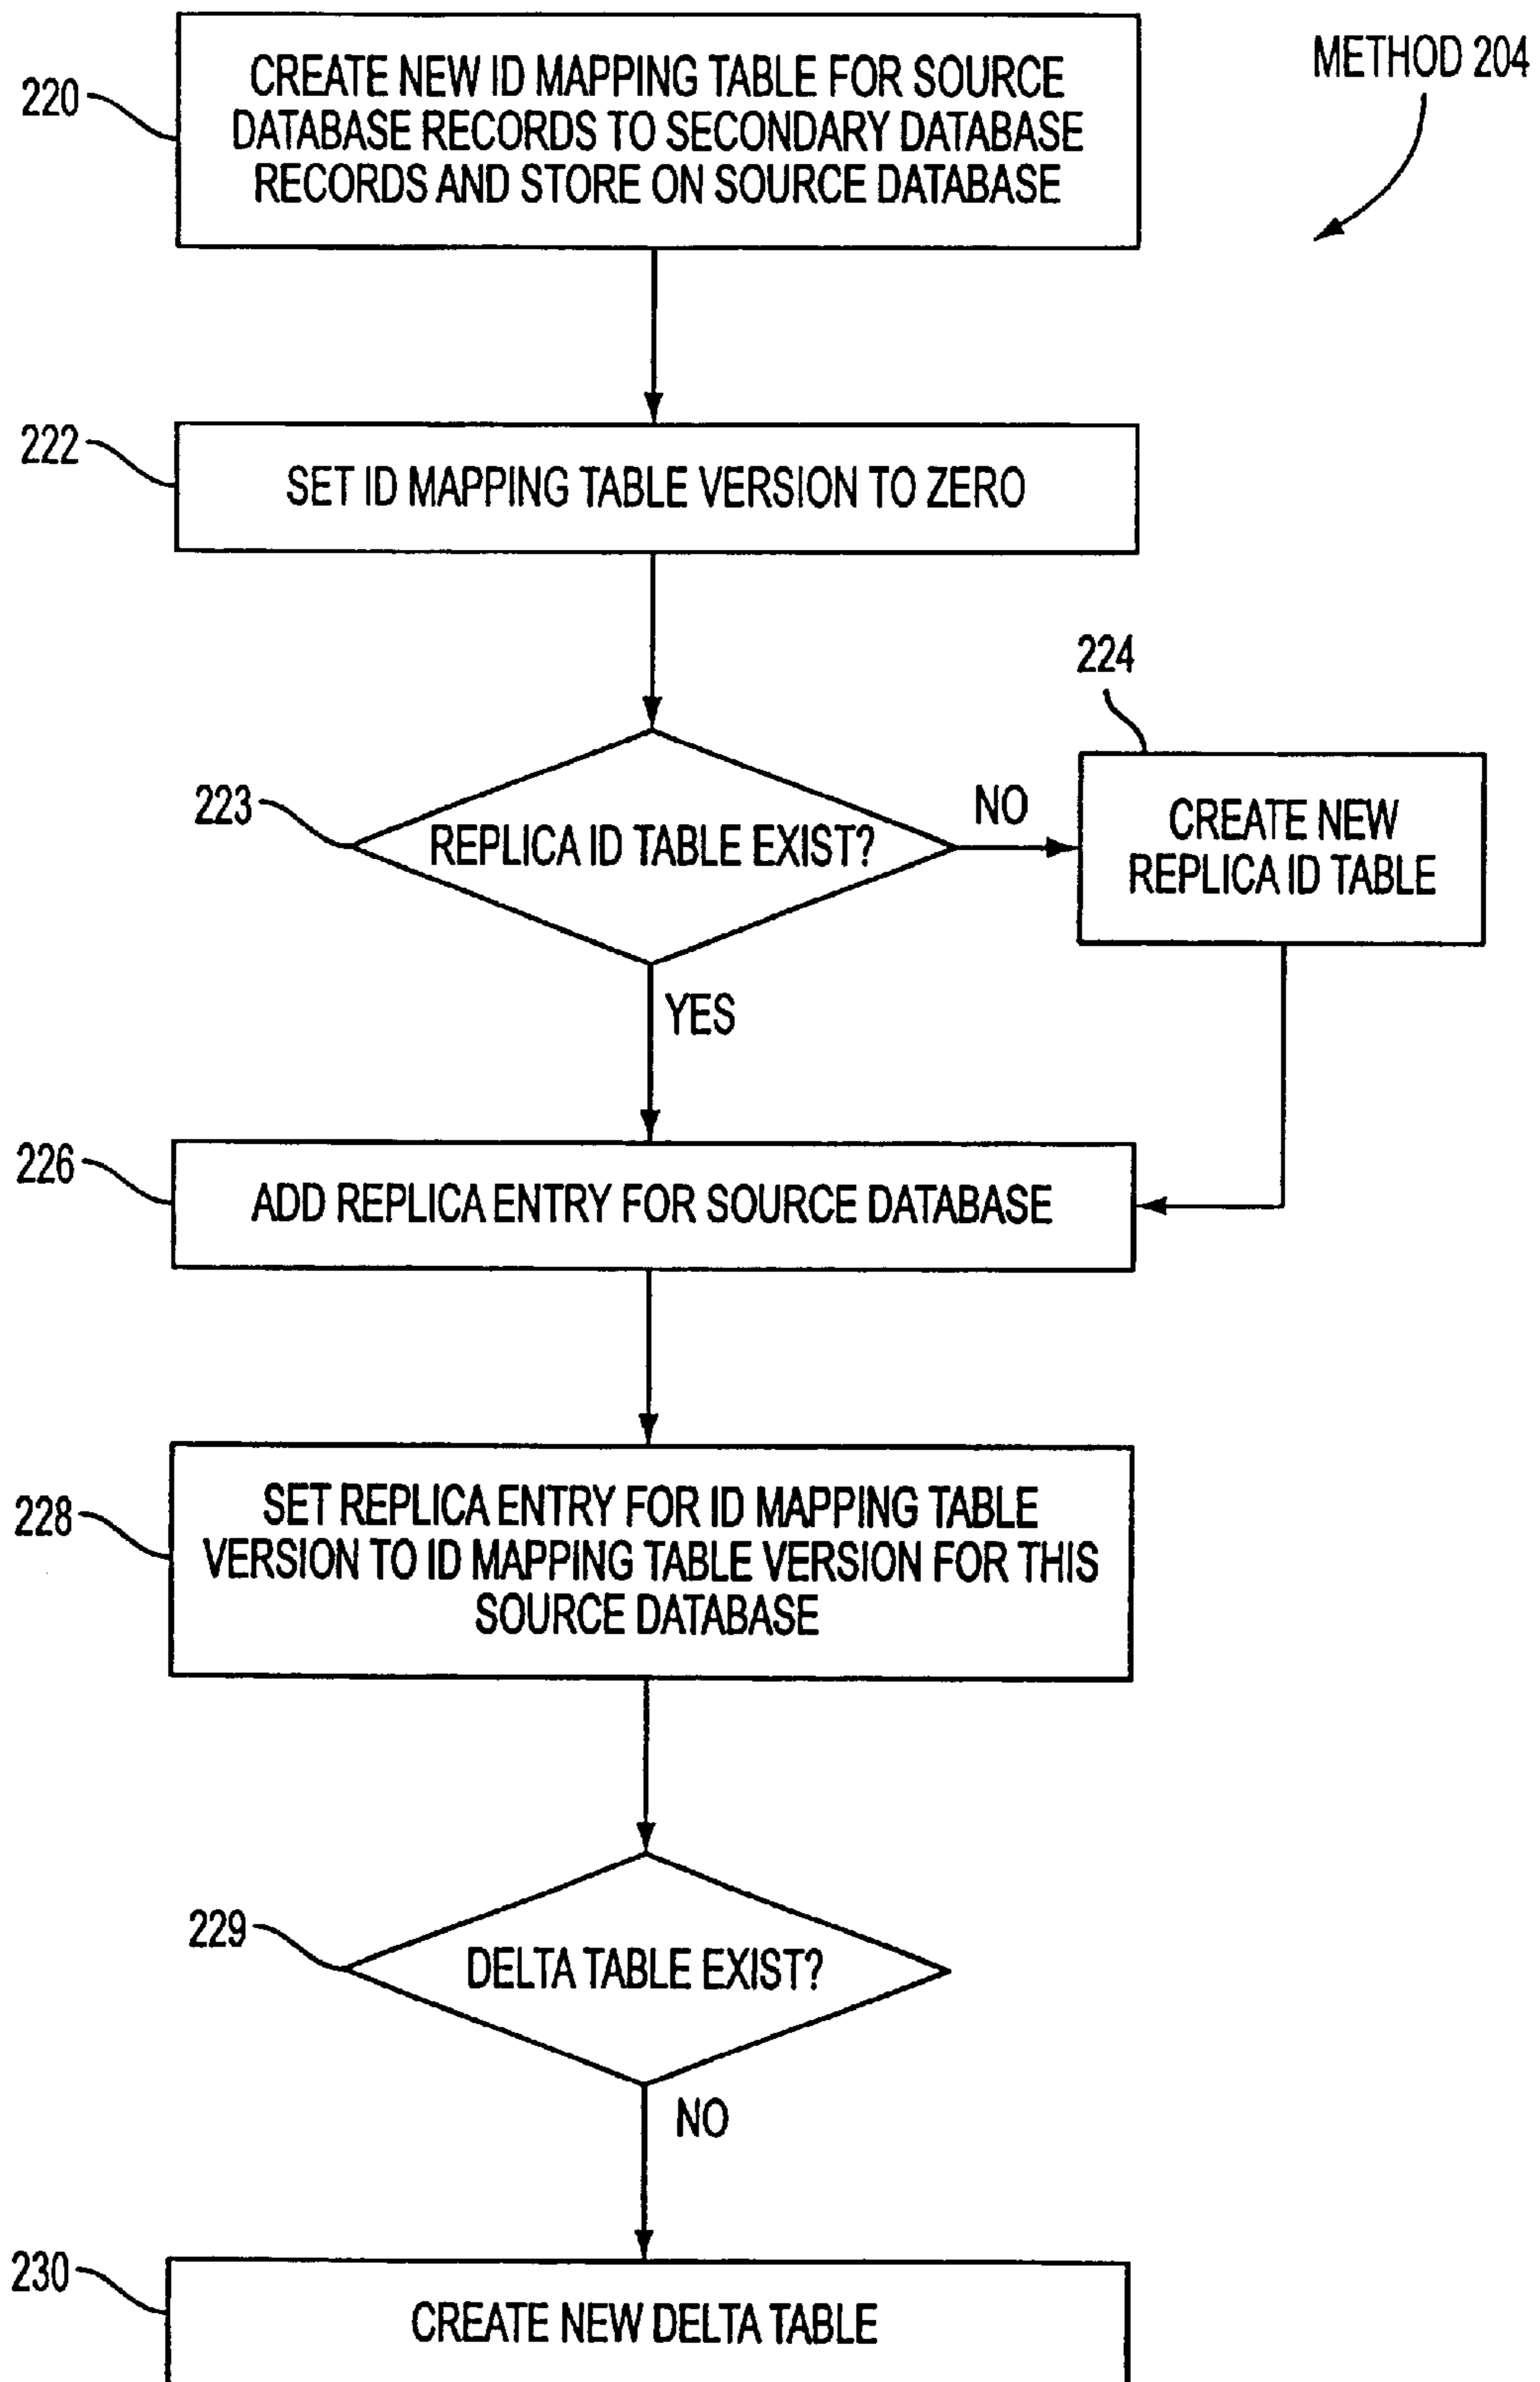 METHOD 204
220
CREATE NEW ID MAPPING TABLE FOR SOURCE
DATABASE RECORDS TO SECONDARY DATABASE
RECORDS AND STORE ON SOURCE DATABASE
222
SET ID MAPPING TABLE VERSION TO ZERO
223
REPLICA ID TABLE EXIST?
NO
224
CREATE NEW
REPLICA ID TABLE
YES
226
ADD REPLICA ENTRY FOR SOURCE DATABASE
228
SET REPLICA ENTRY FOR ID MAPPING TABLE
VERSION TO ID MAPPING TABLE VERSION FOR THIS
SOURCE DATABASE
229
DELTA TABLE EXIST?
NO
230
CREATE NEW DELTA TABLE